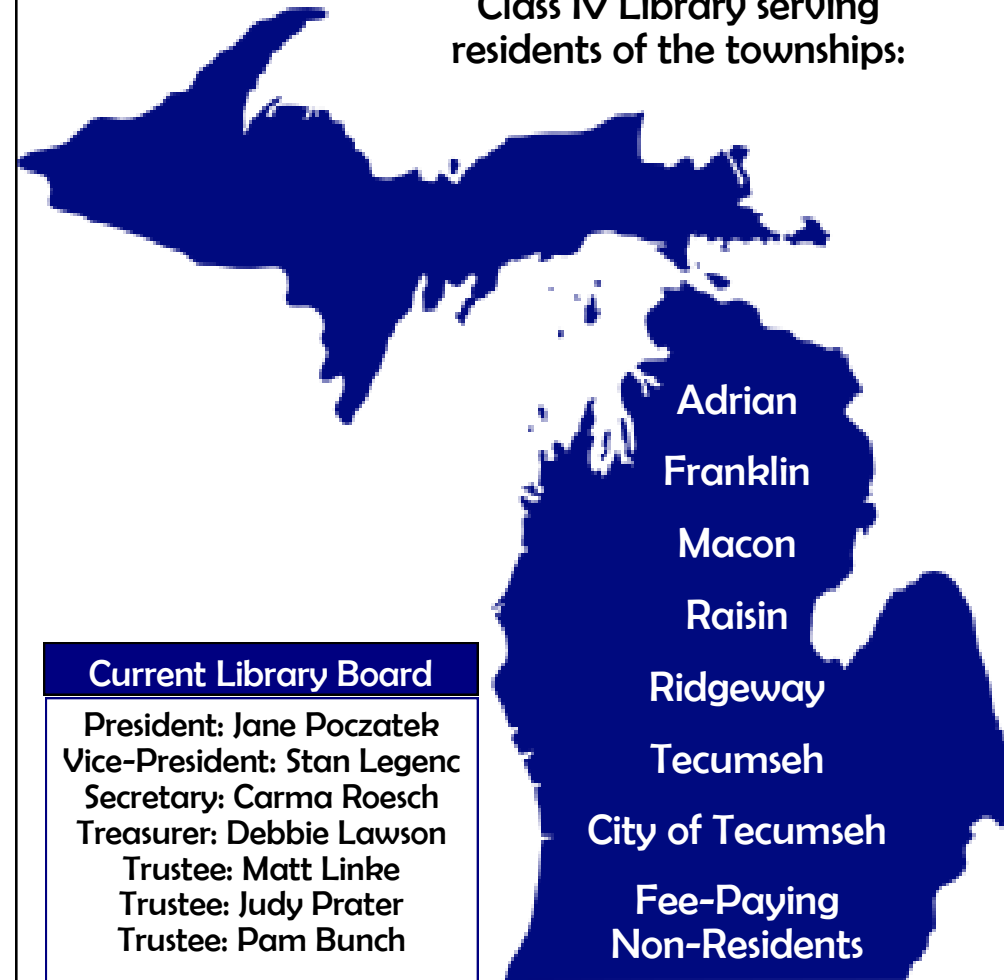 Class IV Library serving
residents of the townships:
Adrian
Franklin
Macon
Raisin
Ridgeway
Tecumseh
City of Tecumseh
Fee-Paying
Non-Residents
Current Library Board
President: Jane Poczatek
Vice-President: Stan Legenc
Secretary: Carma Roesch
Treasurer: Debbie Lawson
Trustee: Matt Linke
Trustee: Judy Prater
Trustee: Pam Bunch